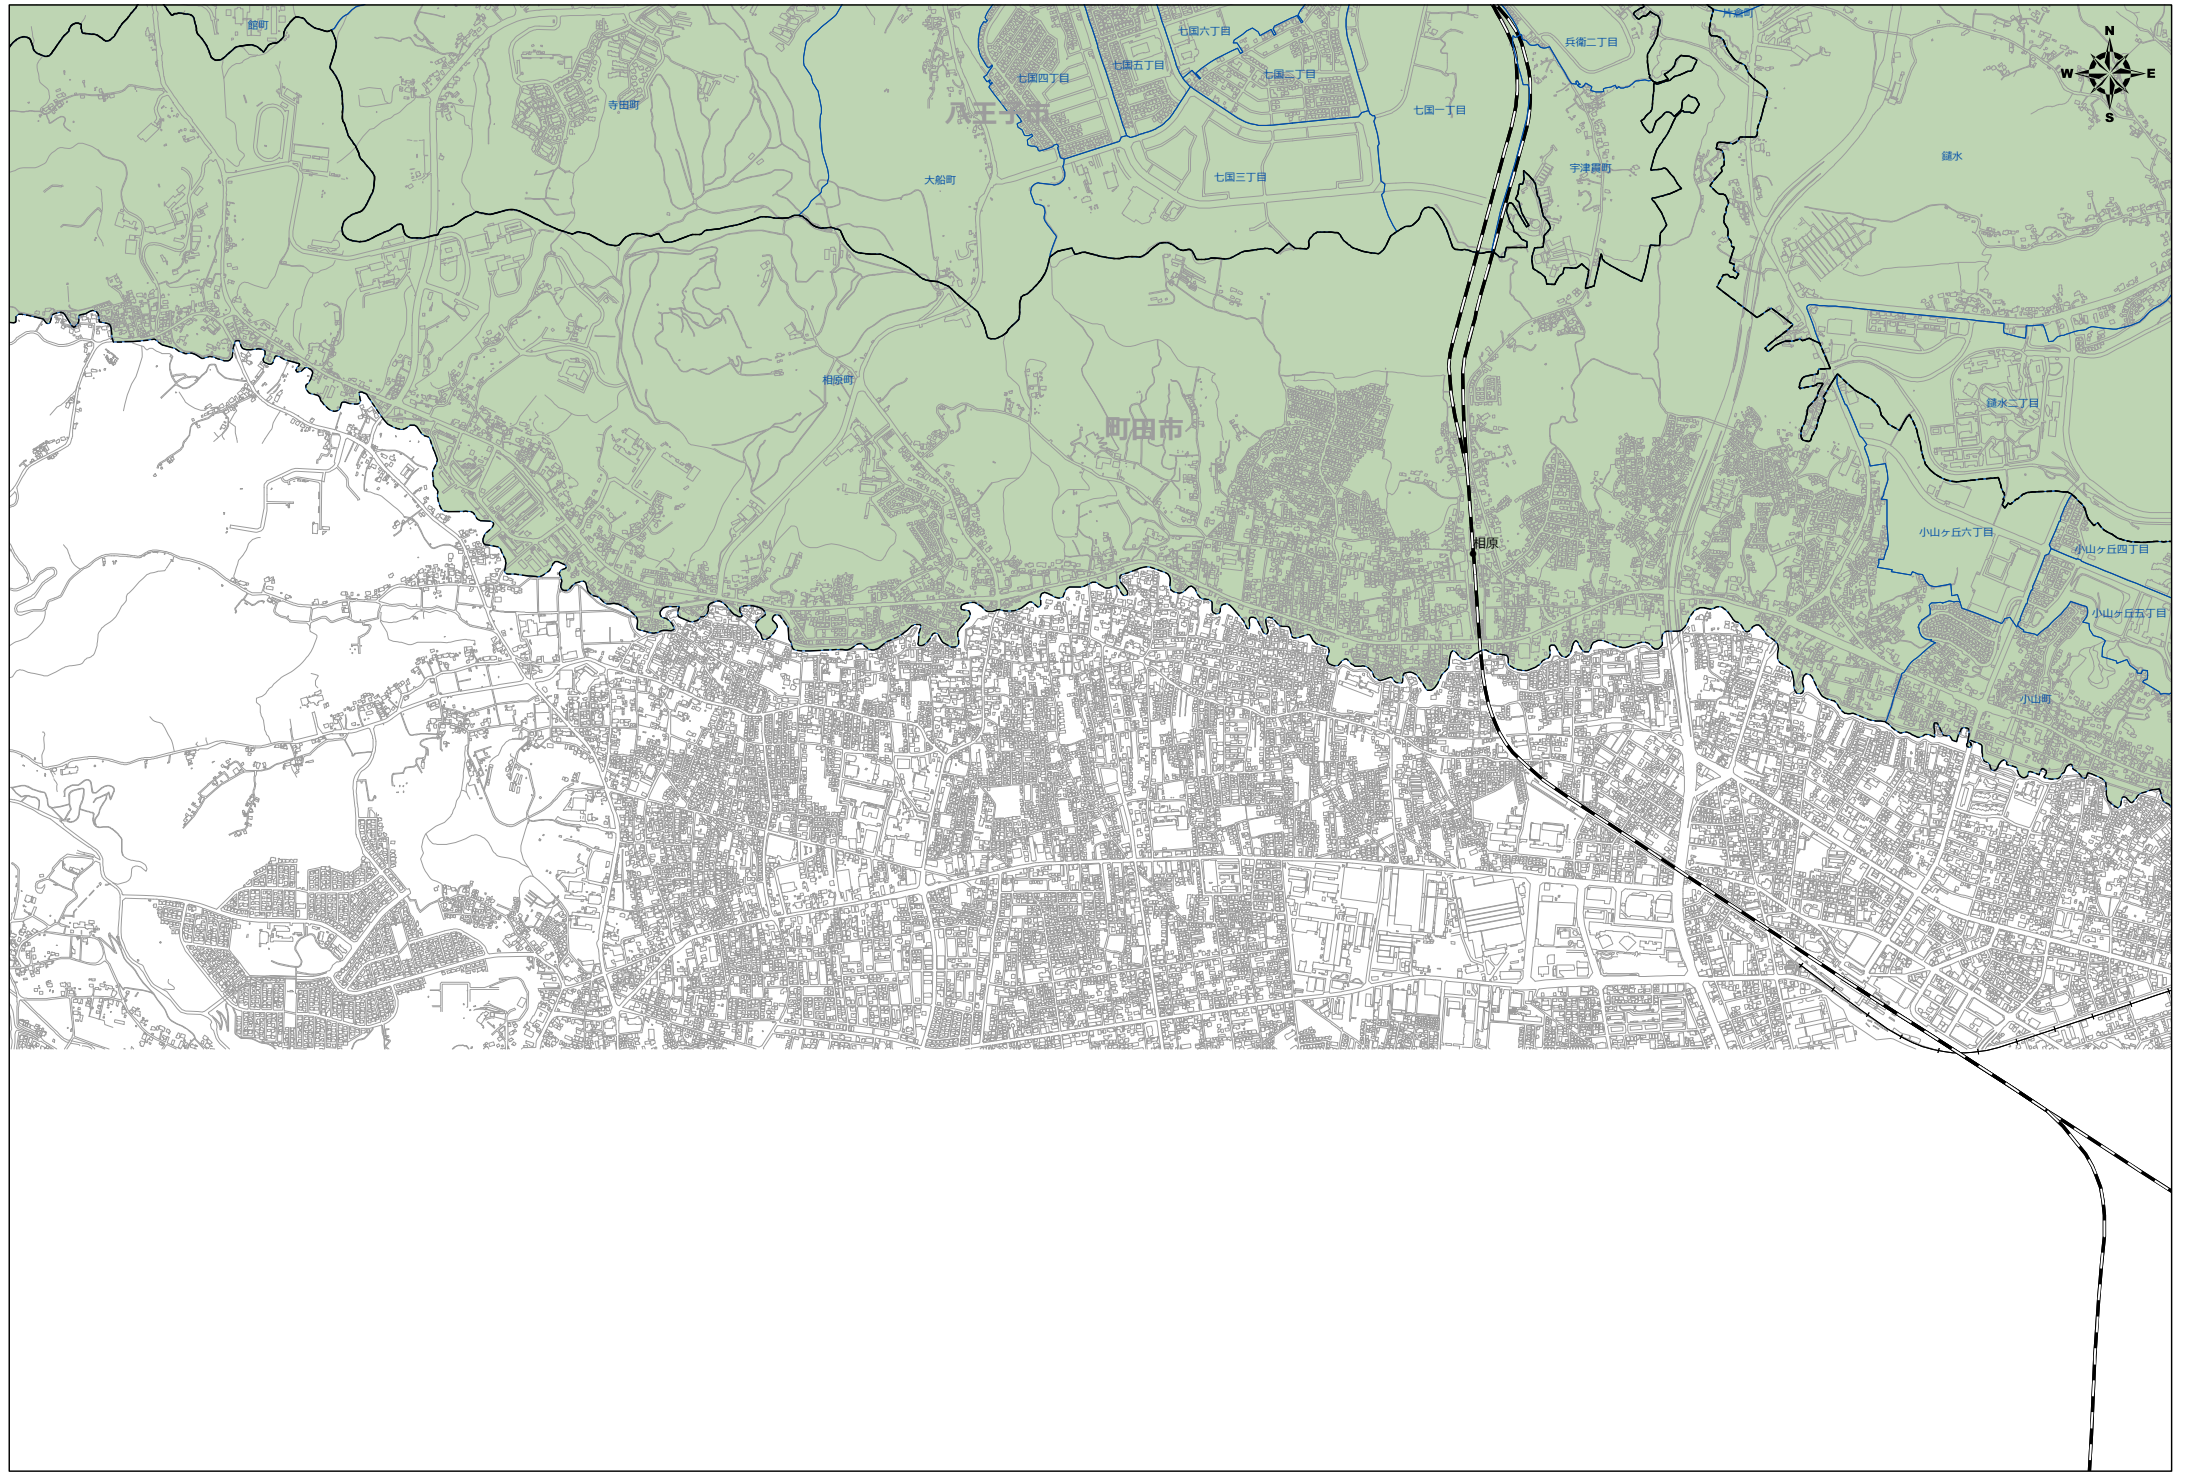 館町
七国六丁目
片倉町
N
兵衛二丁目
七国四丁目
七国五丁目
七国二丁目
W
E
寺田町
八王子市
七国一丁目
S
鑓水
宇津貫町
大船町
七国三丁目
相原町
鑓水二丁目
町田市
小山ヶ丘六丁目
相原
小山ヶ丘四丁目
小山ヶ丘五丁目
小山町